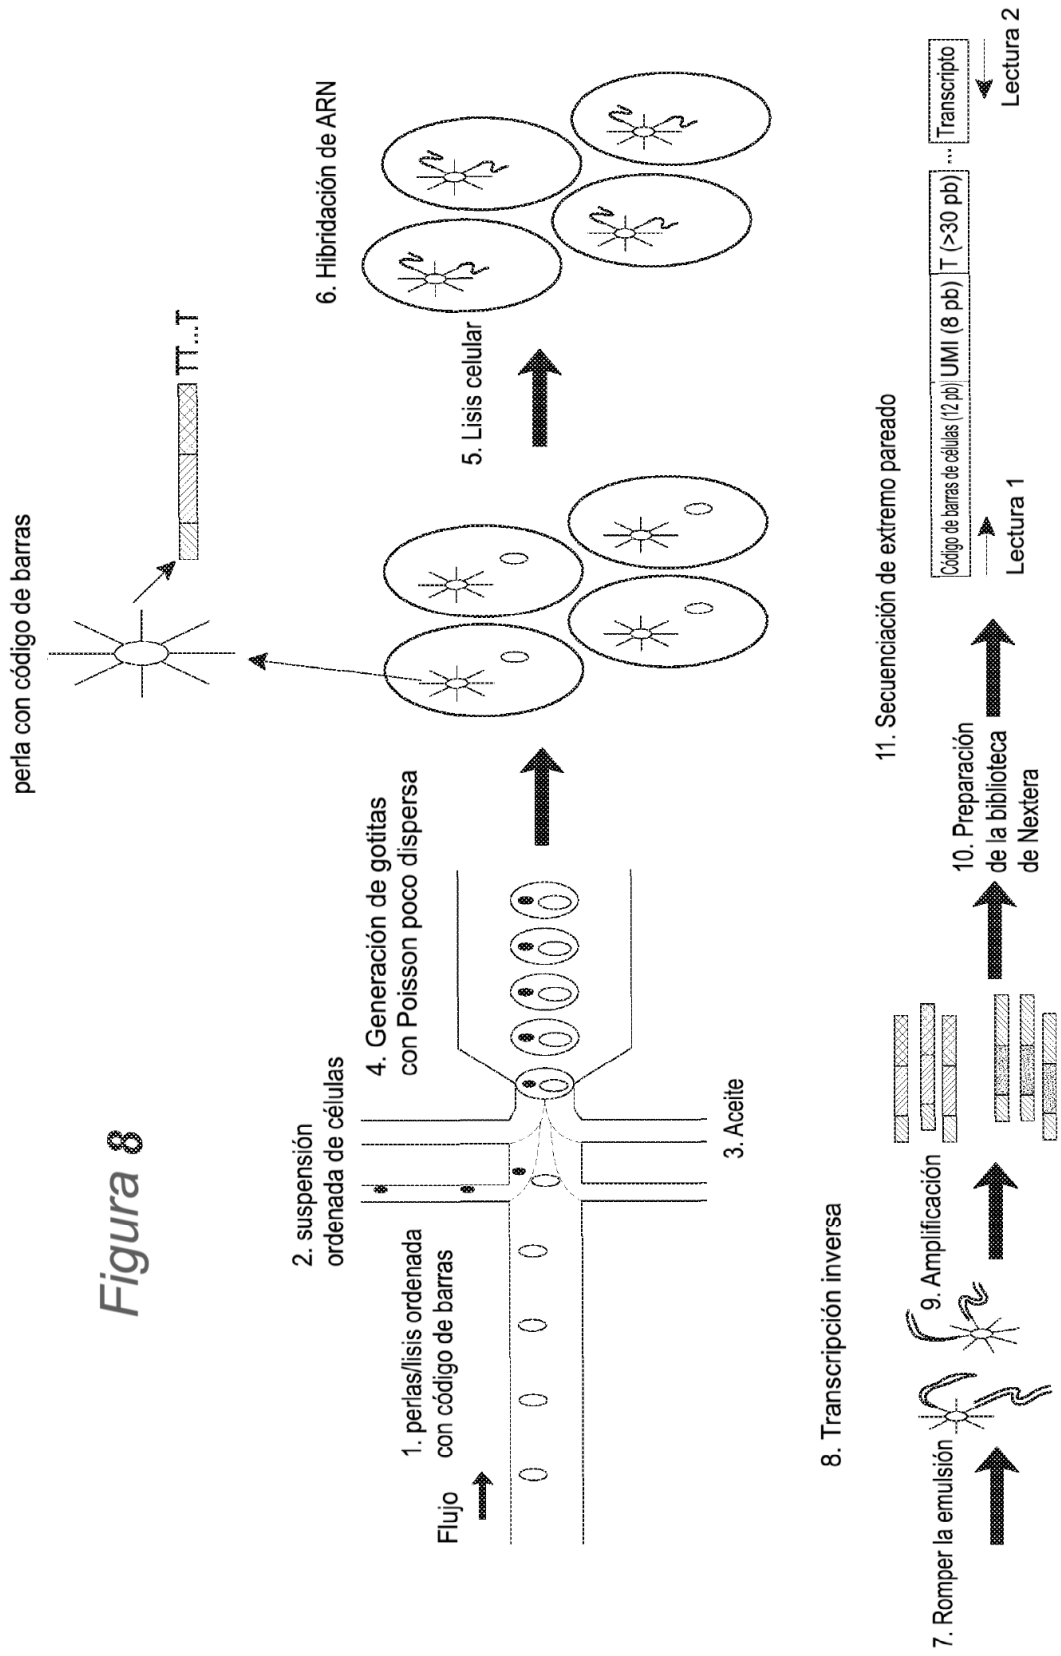 Figura 8
perla con código de barras
TT...T
Flujo
1. perlas/lisis ordenada
con código de barras
2. suspensión
ordenada de células
3. Aceite
4. Generación de gotitas
con Poisson poco dispersa
5. Lisis celular
6. Hibridación de ARN
7. Romper la emulsión
8. Transcripción inversa
9. Amplificación
10. Preparación
de la biblioteca
de Nextera
11. Secuenciación de extremo pareado
Código de barras de células (12 pb) UMI (8 pb) T (>30 pb) ... Transcripto
Lectura 1
Lectura 2